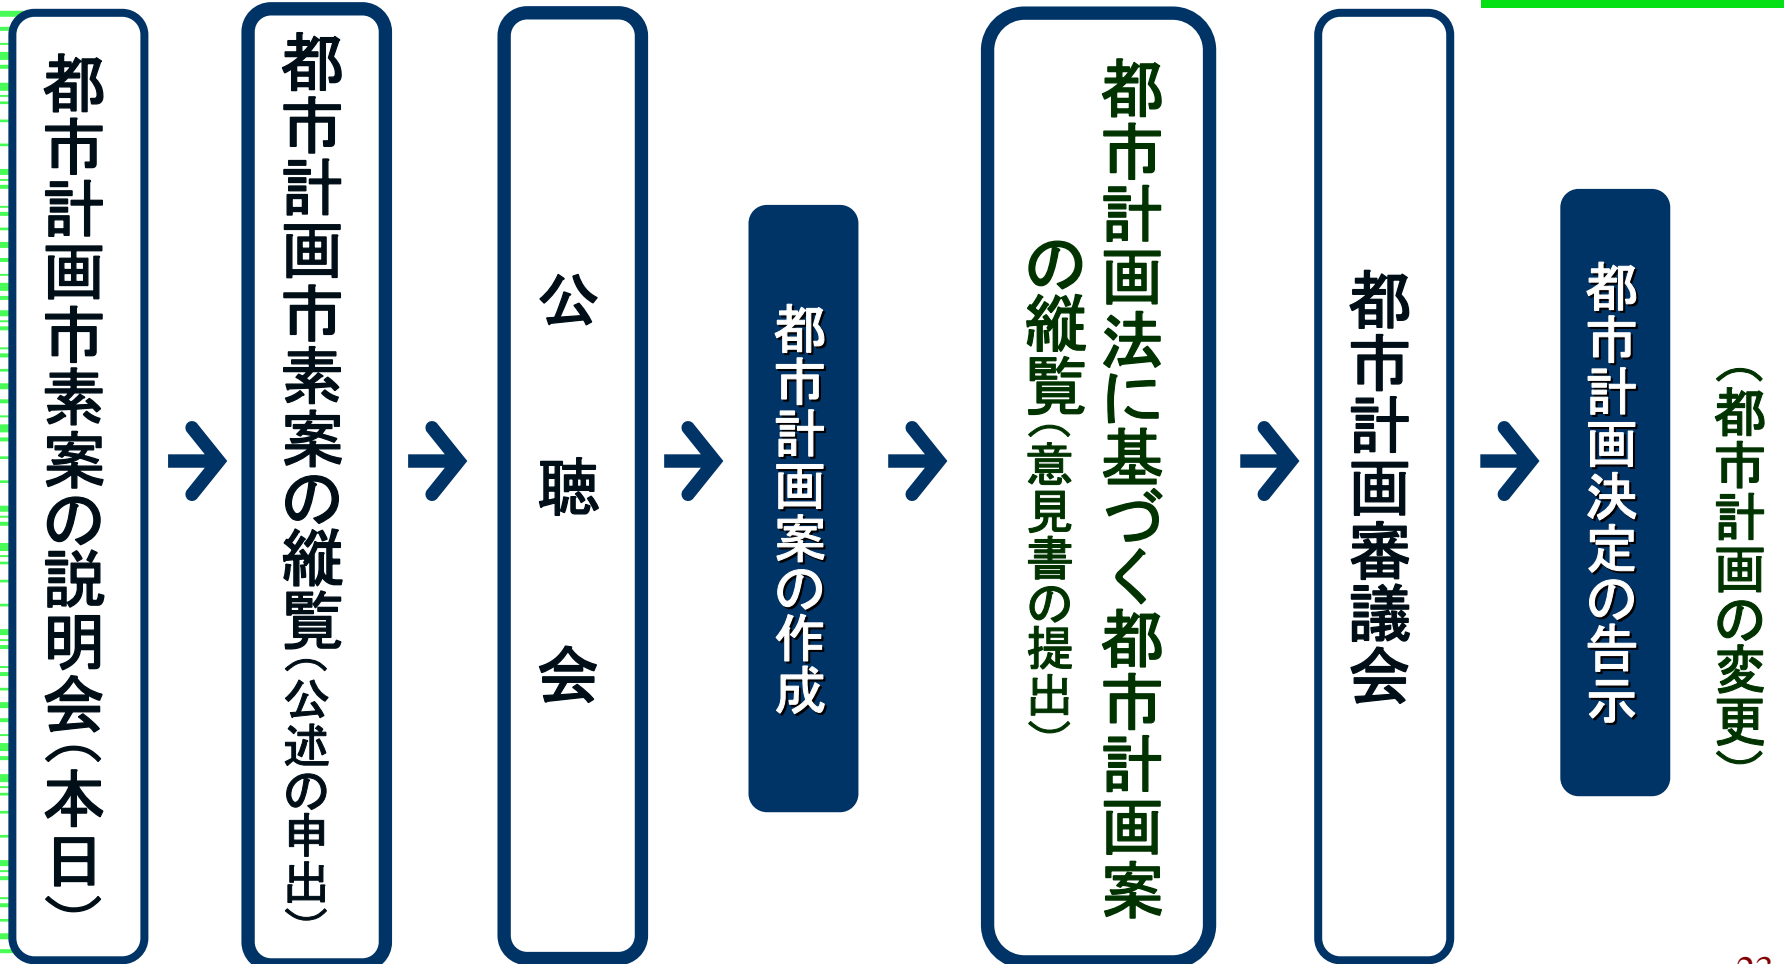 都市計画市素案の説明会(本日)
都市計画市素案の縦覧(公述の申出)
公聴会
都市計画案の作成
都市計画法に基づく都市計画案
の縦覧(意見書の提出)
都市計画審議会
都市計画決定の告示
(都市計画の変更)